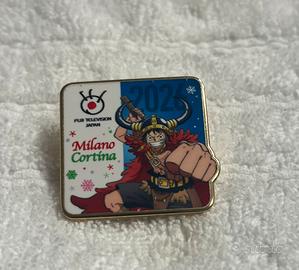 2026
FUJI TELEVISION
JAPAN
Milano
Cortina